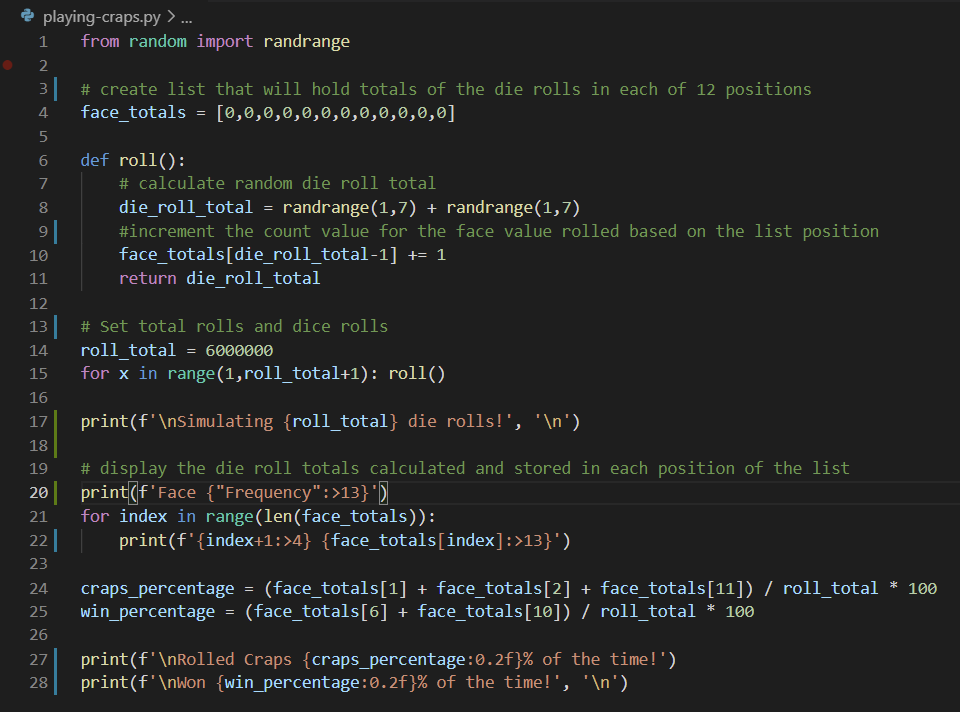 playing-craps.py > ...
1 from random import randrange
2
3 # create list that will hold totals of the die rolls in each of 12 positions
4 face_totals = [0,0,0,0,0,0,0,0,0,0,0,0]
5
6 def roll():
7     # calculate random die roll total
8     die_roll_total = randrange(1,7) + randrange(1,7)
9     #increment the count value for the face value rolled based on the list position
10     face_totals[die_roll_total-1] += 1
11     return die_roll_total
12
13 # Set total rolls and dice rolls
14 roll_total = 6000000
15 for x in range(1,roll_total+1): roll()
16
17 print(f'\nSimulating {roll_total} die rolls!', '\n')
18
19 # display the die roll totals calculated and stored in each position of the list
20 print(f'Face {"Frequency":>13}')
21 for index in range(len(face_totals)):
22     print(f'{index+1:>4} {face_totals[index]:>13}')
23
24 craps_percentage = (face_totals[1] + face_totals[2] + face_totals[11]) / roll_total * 100
25 win_percentage = (face_totals[6] + face_totals[10]) / roll_total * 100
26
27 print(f'\nRolled Craps {craps_percentage:0.2f}% of the time!')
28 print(f'\nWon {win_percentage:0.2f}% of the time!', '\n')